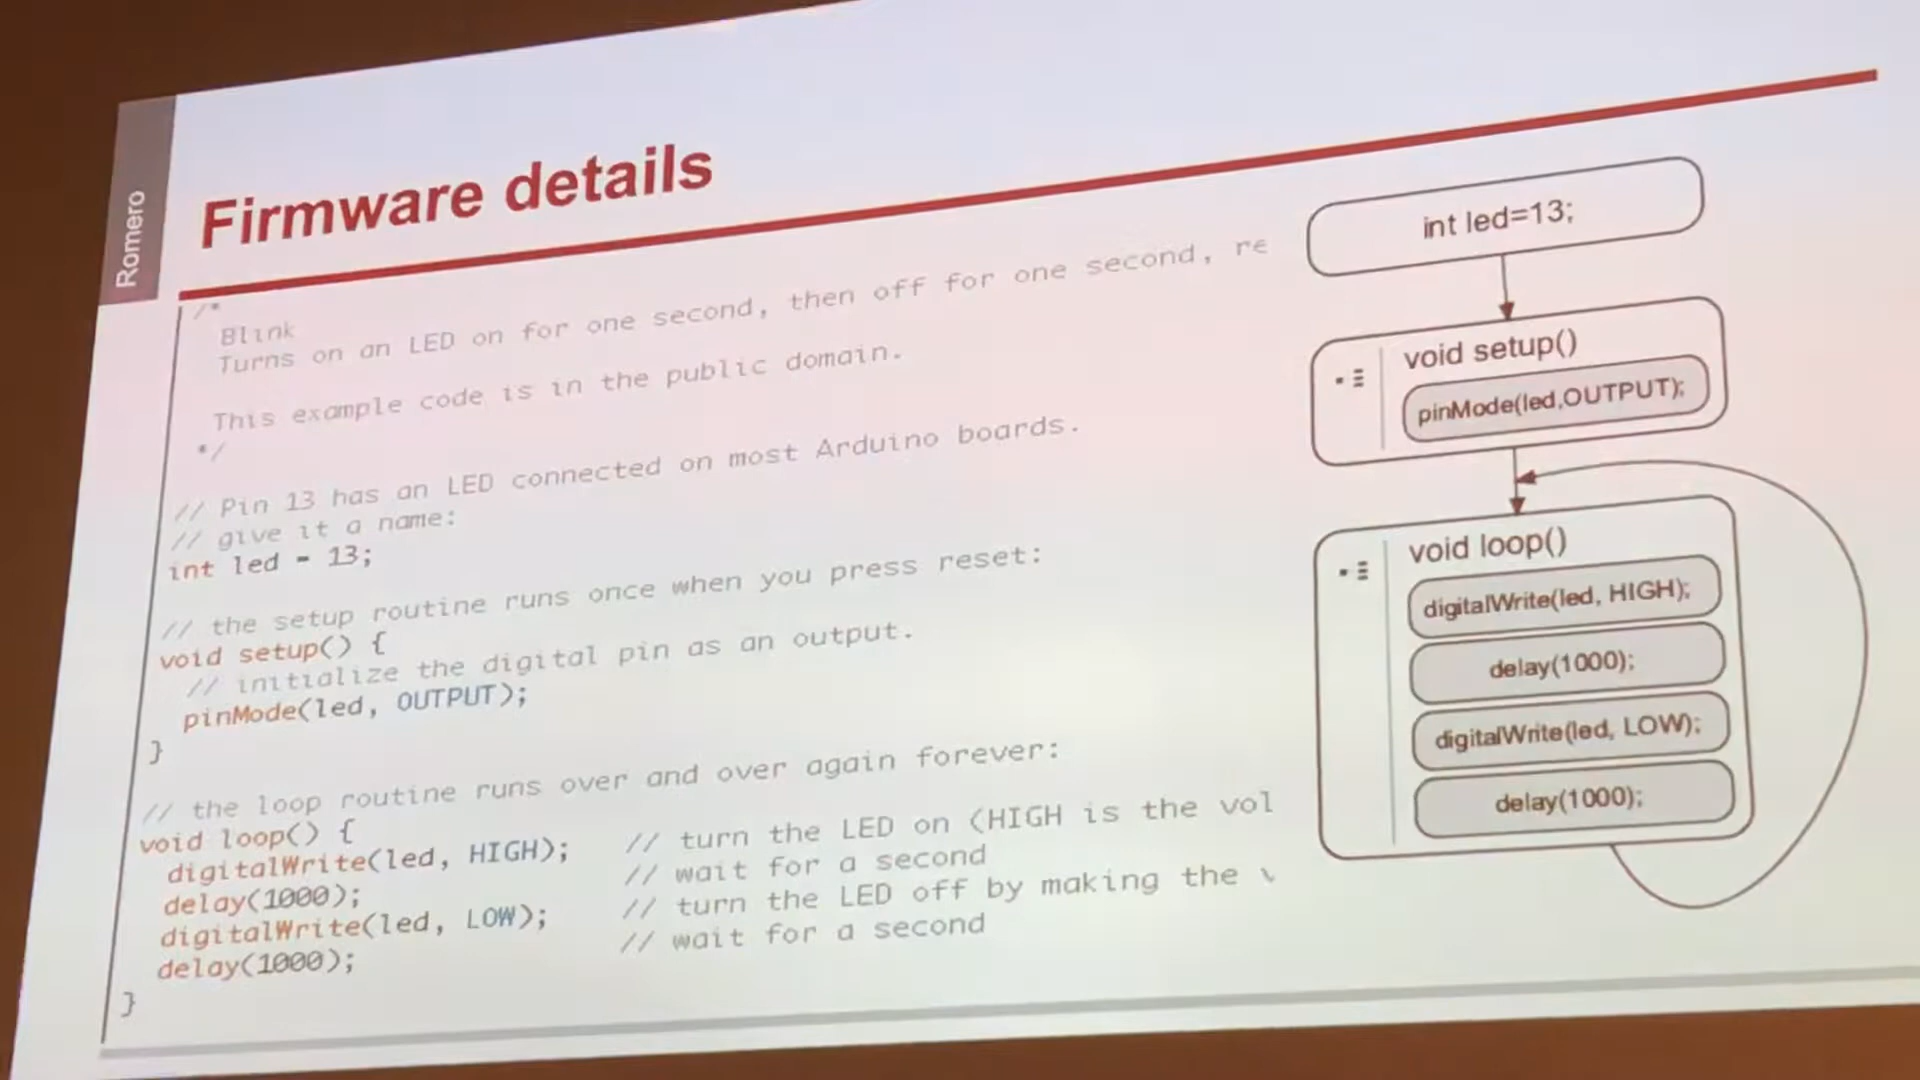 Romero
Firmware details
/*
Blink
Turns on an LED on for one second, then off for one second, re
This example code is in the public domain.
*/
// Pin 13 has an LED connected on most Arduino boards.
// give it a name:
int led = 13;
// the setup routine runs once when you press reset:
void setup() {
// initialize the digital pin as an output.
pinMode(led, OUTPUT);
}
// the loop routine runs over and over again forever:
void loop() {
digitalWrite(led, HIGH); // turn the LED on (HIGH is the vol
delay(1000); // wait for a second
digitalWrite(led, LOW); // turn the LED off by making the v
delay(1000); // wait for a second
}
int led=13;
void setup()
pinMode(led,OUTPUT);
void loop()
digitalWrite(led, HIGH);
delay(1000);
digitalWrite(led, LOW);
delay(1000);